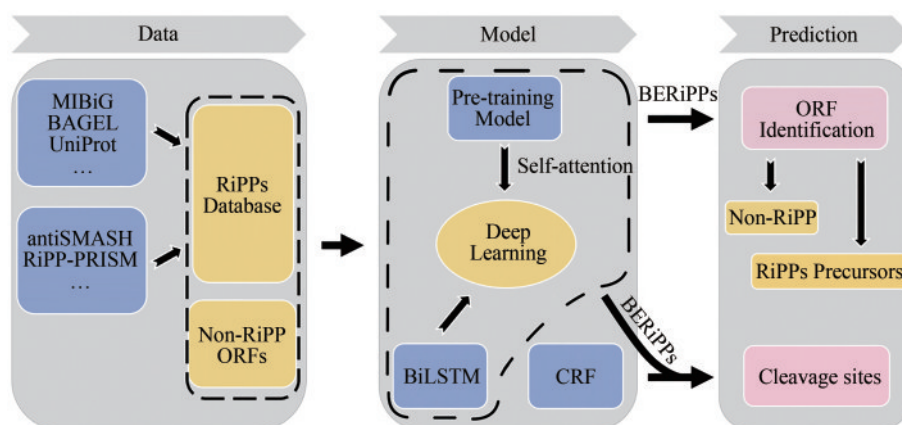 Data
MIBiG
BAGEL
UniProt
…
antiSMASH
RiPP-PRISM
…
RiPPs
Database
Non-RiPP
ORFs
Model
Pre-training
Model
Self-attention
Deep
Learning
BiLSTM
CRF
BERiPPs
BERiPPs
Prediction
ORF
Identification
Non-RiPP
RiPPs Precursors
Cleavage sites